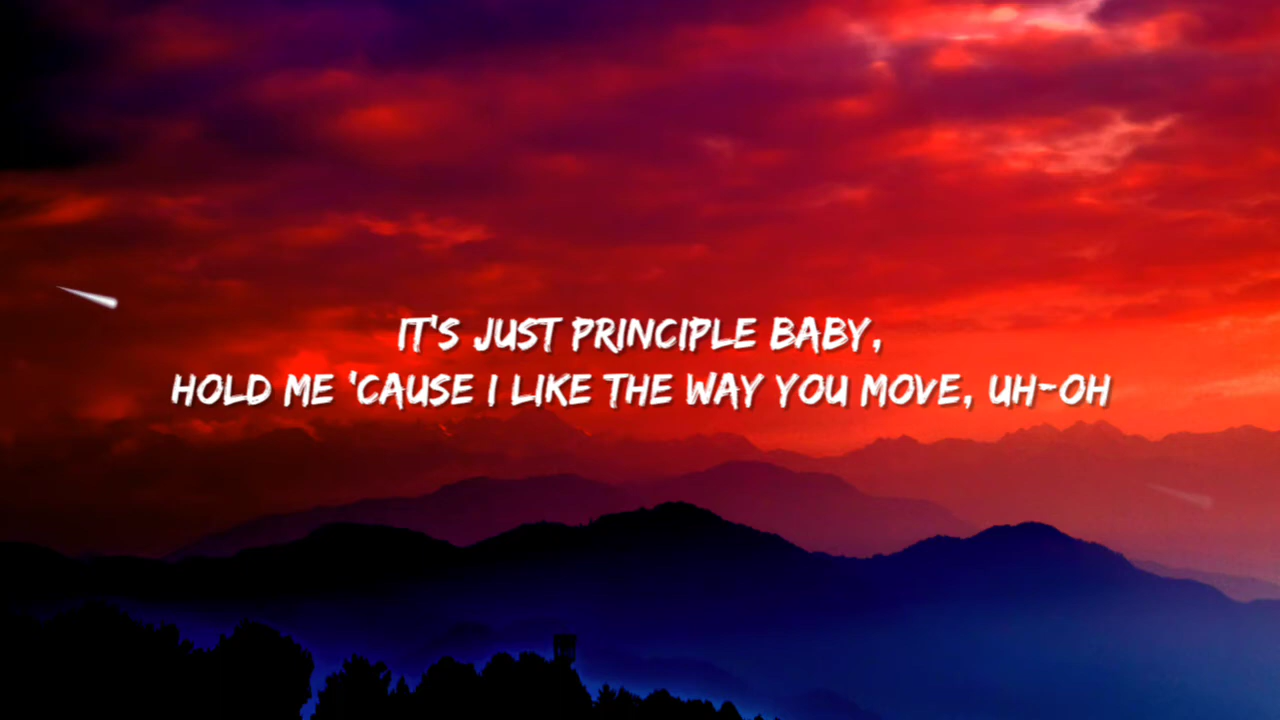 IT'S JUST PRINCIPLE BABY,
HOLD ME 'CAUSE I LIKE THE WAY YOU MOVE, UH-OH